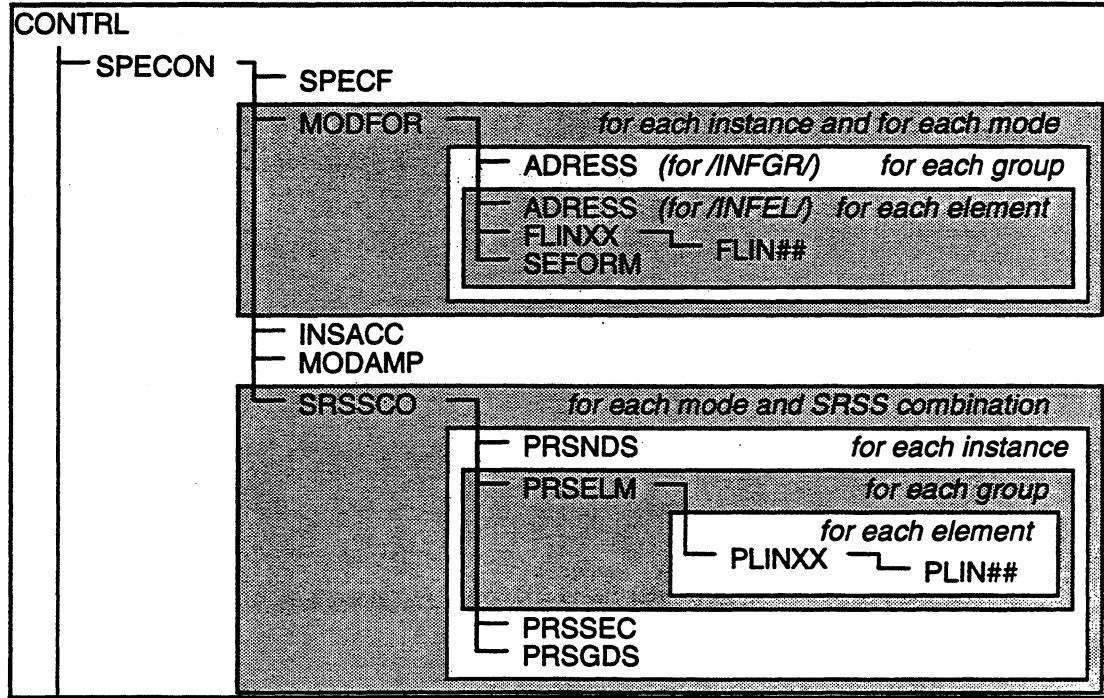 CONTRL
SPECON
SPECF
MODFOR for each instance and for each mode
ADRESS (for /INFGR/) for each group
ADRESS (for /INFEL/) for each element
FLINXX FLIN##
SEFORM
INSACC
MODAMP
SRSSCO for each mode and SRSS combination
PRSNDS for each instance
PRSELM for each group
for each element
PLINXX PLIN##
PRSSEC
PRSGDS